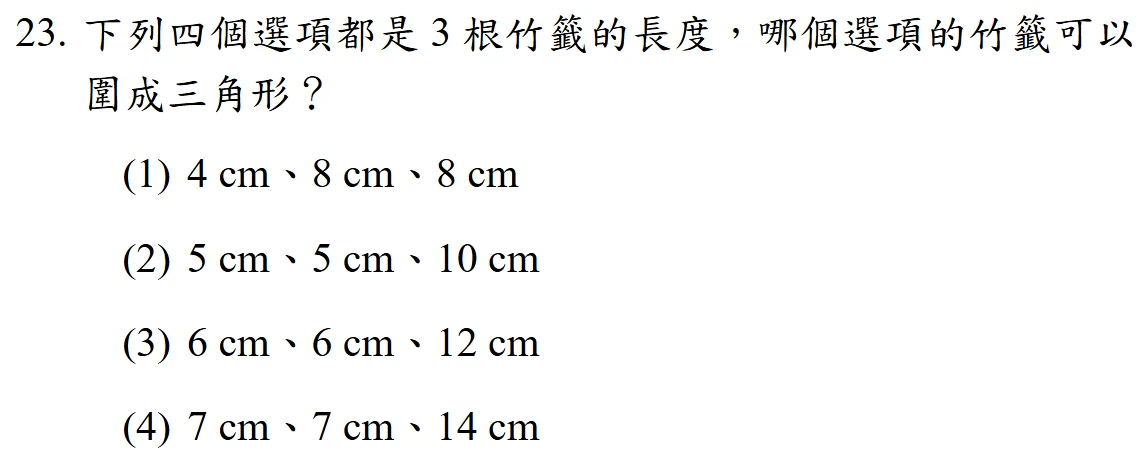 23. 下列四個選項都是 3 根竹籤的長度，哪個選項的竹籤可以
圍成三角形？
(1) 4 cm、8 cm、8 cm
(2) 5 cm、5 cm、10 cm
(3) 6 cm、6 cm、12 cm
(4) 7 cm、7 cm、14 cm